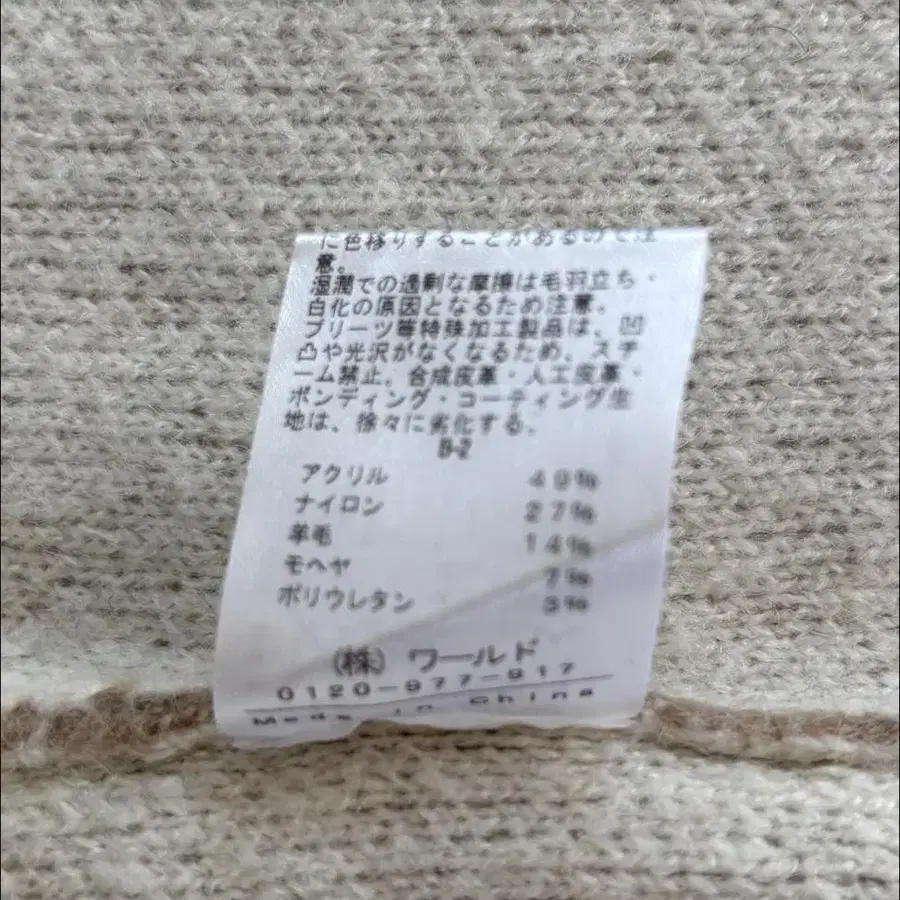 に色移りすることがあるので注
意。
湿潤での過剰な摩擦は毛羽立ち・
白化の原因となるため注意。
プリーツ等特殊加工製品は、凹
凸や光沢がなくなるため、スチ
ーム禁止。合成皮革・人工皮革・
ボンディング・コーティング生
地は、徐々に劣化する。
B-2
アクリル 49%
ナイロン 27%
羊毛 14%
モヘヤ 7%
ポリウレタン 3%
(株) ワールド
0120-977-917
Made in China